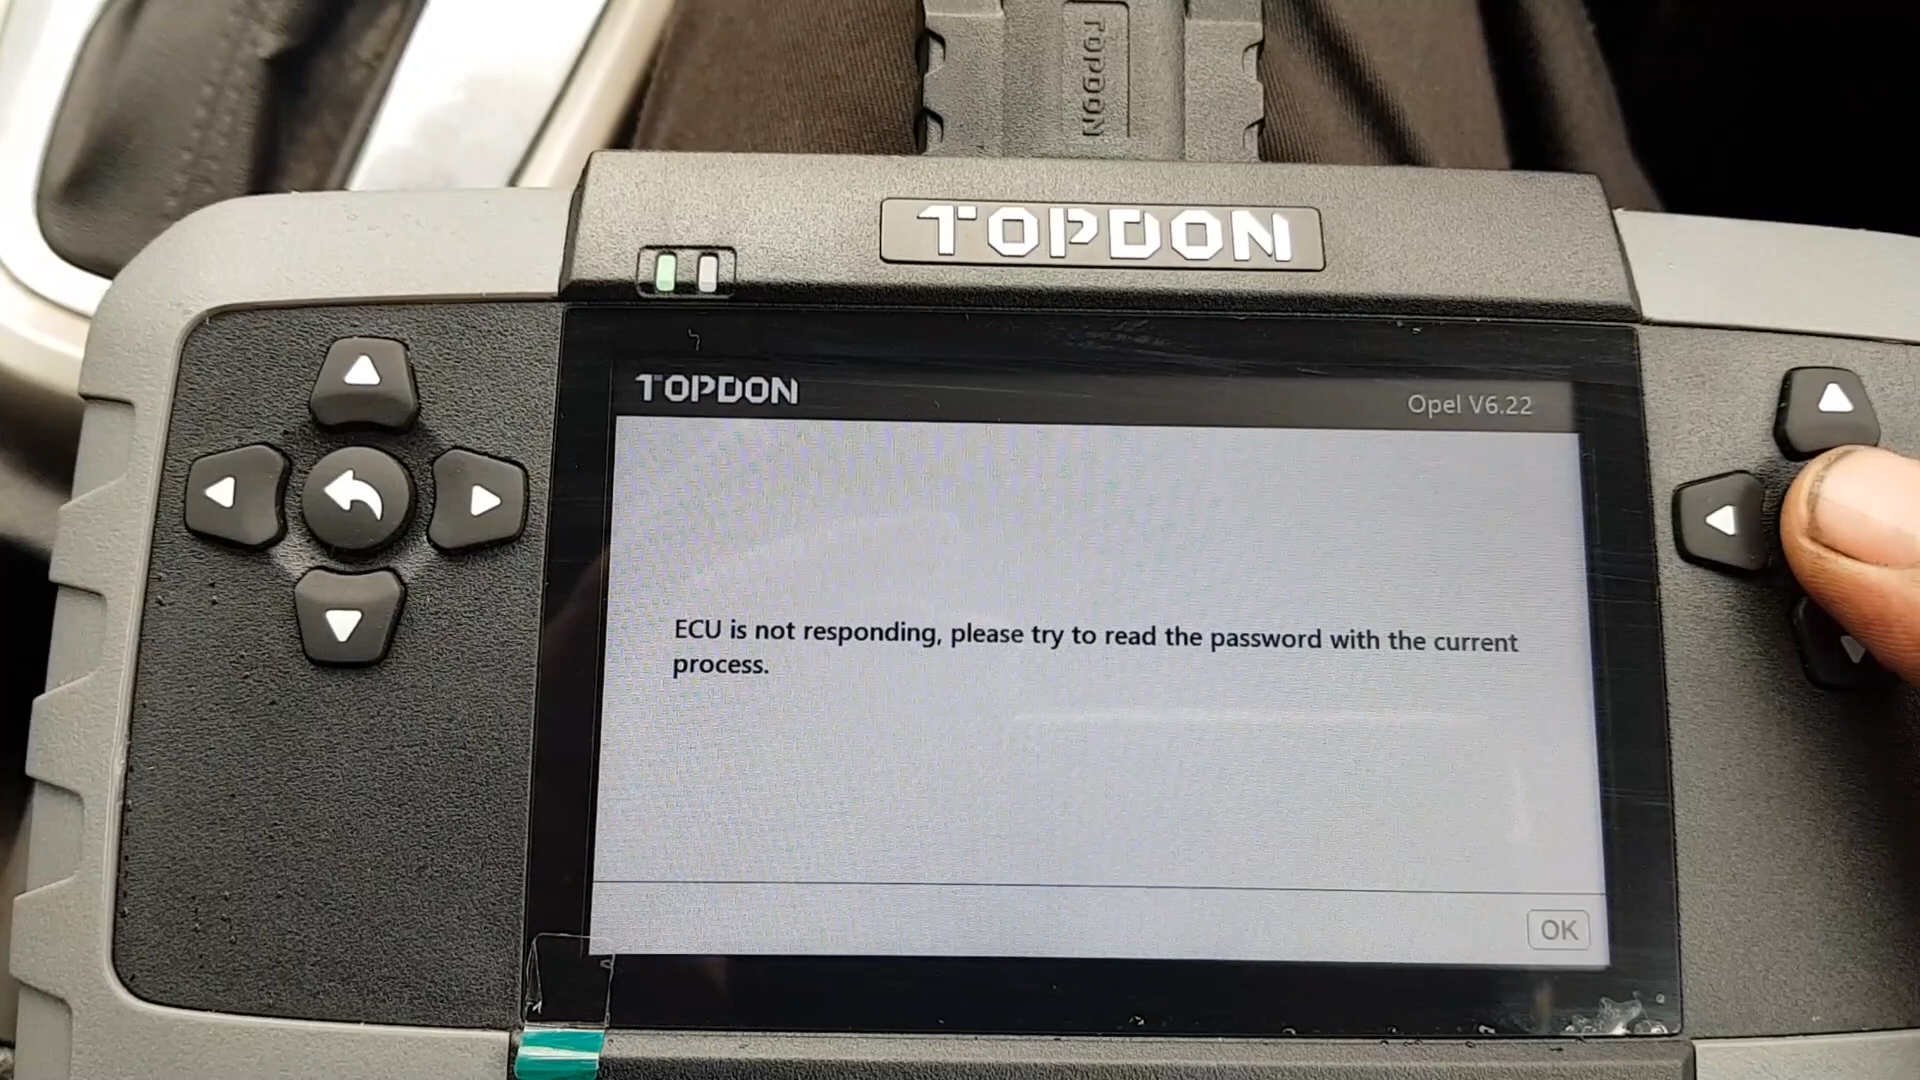 TOPDON
TOPDON
TOPDON
Opel V6.22
ECU is not responding, please try to read the password with the current
process.
OK